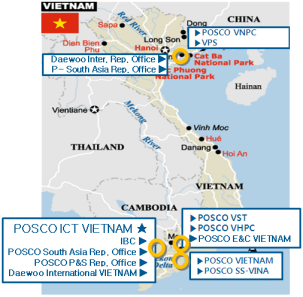 VIETNAM
CHINA
Red River
Sapa
Dong
Dien Bien
Phu
Long Son
Hanoi
POSCO VNPC
VPS
Daewoo Inter, Rep, Office
P – South Asia Rep, Office
Cat Ba
National Park
Phuong
National Park
Hainan
Vientiane
Mekong
River
Vinh Moc
THAILAND
Hué
Danang
Hoi An
VIETNAM
CAMBODIA
POSCO ICT VIETNAM ★
IBC
POSCO South Asia Rep, Office
POSCO P&S Rep, Office
Daewoo International VIETNAM
Delta
POSCO VST
POSCO VHPC
POSCO E&C VIETNAM
POSCO VIETNAM
POSCO SS-VINA